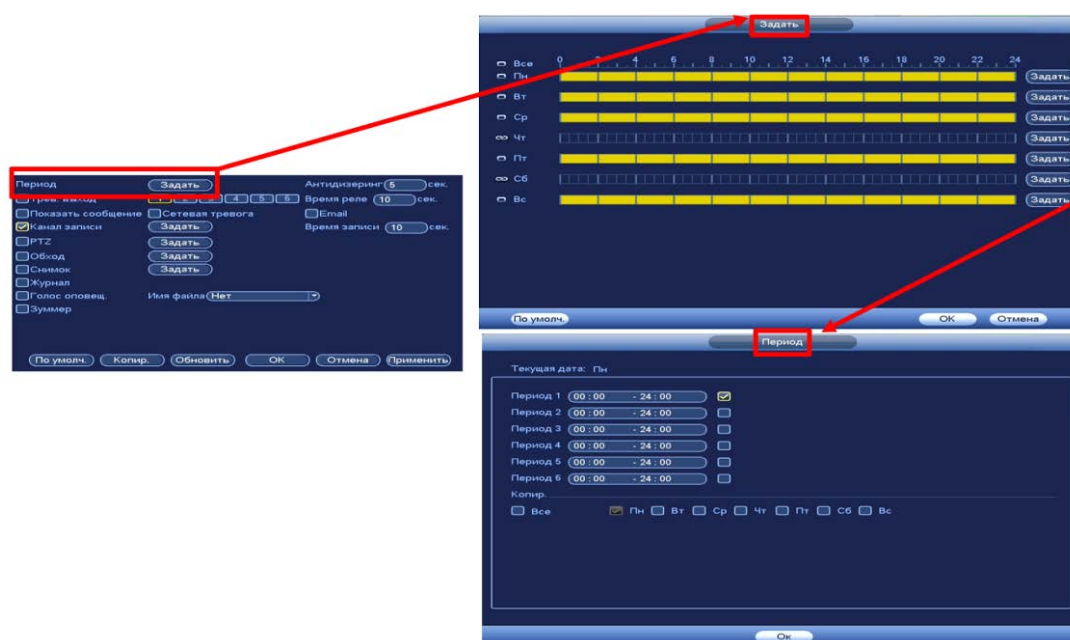 Период Задать Антидизеринг 5 сек.
Трев. выход 1 2 3 4 5 6 Время реле 10 сек.
Показать сообщение Сетевая тревога Email
Канал записи Задать Время записи 10 сек.
PTZ Задать
Обход Задать
Снимок Задать
Журнал
Голос оповещ. Имя файла Нет
Зуммер
По умолч. Копир. Обновить ОК Отмена Применить
Задать
Все 0 2 4 6 8 10 12 14 16 18 20 22 24
Пн Задать
Вт Задать
Ср Задать
Чт Задать
Пт Задать
Сб Задать
Вс Задать
По умолч. ОК Отмена
Период
Текущая дата: Пн
Период 1 00 : 00 - 24 : 00
Период 2 00 : 00 - 24 : 00
Период 3 00 : 00 - 24 : 00
Период 4 00 : 00 - 24 : 00
Период 5 00 : 00 - 24 : 00
Период 6 00 : 00 - 24 : 00
Копир.
Все Пн Вт Ср Чт Пт Сб Вс
Ок